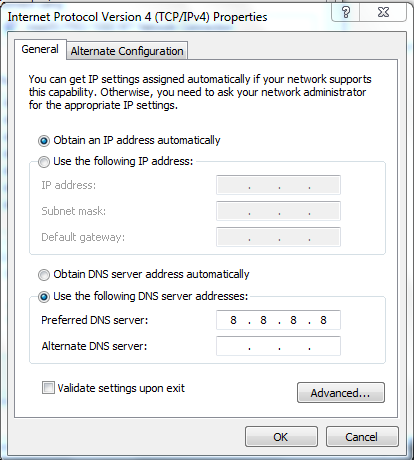 Internet Protocol Version 4 (TCP/IPv4) Properties
General
Alternate Configuration
You can get IP settings assigned automatically if your network supports
this capability. Otherwise, you need to ask your network administrator
for the appropriate IP settings.
Obtain an IP address automatically
Use the following IP address:
IP address:
. . .
Subnet mask:
. . .
Default gateway:
. . .
Obtain DNS server address automatically
Use the following DNS server addresses:
Preferred DNS server:
8 . 8 . 8 . 8
Alternate DNS server:
. . .
Validate settings upon exit
Advanced...
OK
Cancel